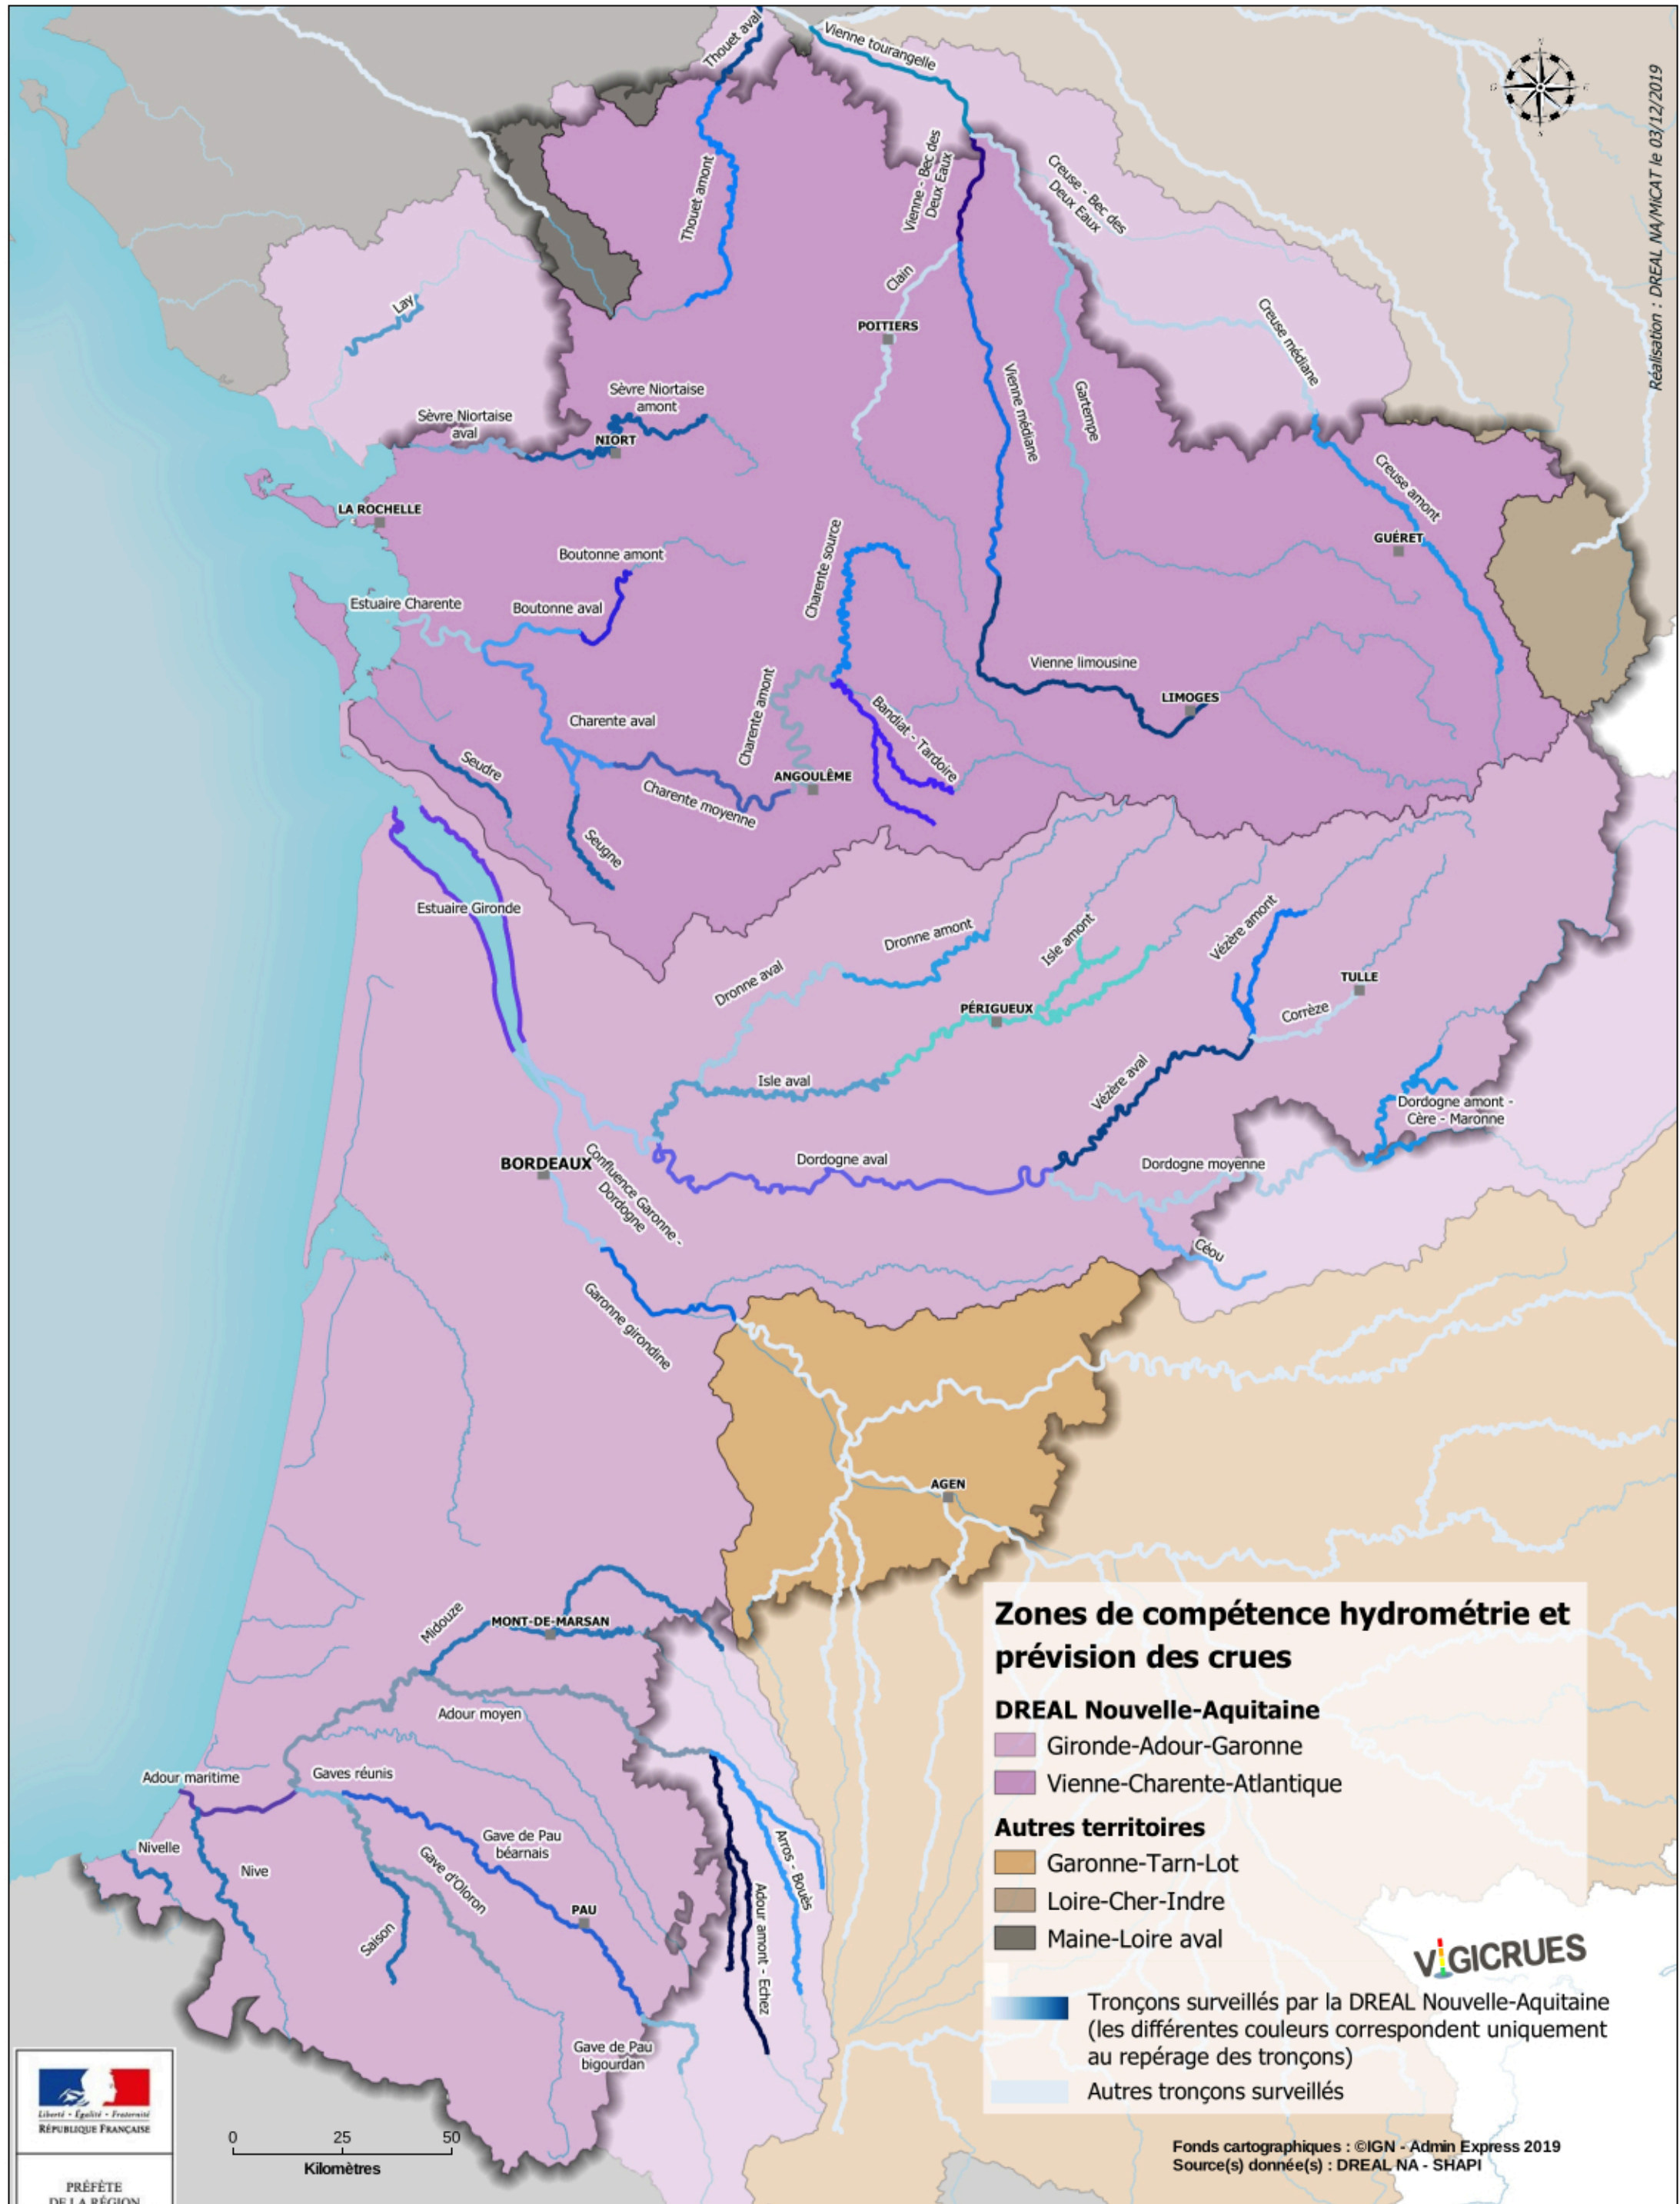 Thouet aval
Vienne tourangelle
Réalisation : DREAL NA/MiCAT le 03/12/2019
Thouet amont
Vienne - Bec des
Deux Eaux
Creuse - Bec des
Deux Eaux
Lay
Clain
POITIERS
Creuse médiane
Vienne médiane
Gartempe
Sèvre Niortaise
aval
Sèvre Niortaise
amont
NIORT
Creuse amont
LA ROCHELLE
GUÉRET
Boutonne amont
Charente source
Estuaire Charente
Boutonne aval
Vienne limousine
LIMOGES
Charente aval
Charente amont
Bandiat - Tardoire
Seudre
ANGOULÊME
Charente moyenne
Seugne
Estuaire Gironde
Dronne amont
Isle amont
Vézère amont
Dronne aval
TULLE
PÉRIGUEUX
Corrèze
Isle aval
Vézère aval
Dordogne amont -
Cère - Maronne
BORDEAUX
Confluence Garonne -
Dordogne
Dordogne aval
Dordogne moyenne
Céou
Garonne girondine
AGEN
Midouze
MONT-DE-MARSAN
Adour moyen
Adour maritime
Gaves réunis
Nivelle
Nive
Gave de Pau
béarnais
Gave d'Oloron
Saison
PAU
Arros - Bouès
Adour amont - Echez
Gave de Pau
bigourdan
Zones de compétence hydrométrie et
prévision des crues
DREAL Nouvelle-Aquitaine
Gironde-Adour-Garonne
Vienne-Charente-Atlantique
Autres territoires
Garonne-Tarn-Lot
Loire-Cher-Indre
Maine-Loire aval
VIGICRUES
Tronçons surveillés par la DREAL Nouvelle-Aquitaine
(les différentes couleurs correspondent uniquement
au repérage des tronçons)
Autres tronçons surveillés
Liberté • Égalité • Fraternité
RÉPUBLIQUE FRANÇAISE
PRÉFÈTE
DE LA RÉGION
0 25 50
Kilomètres
Fonds cartographiques : ©IGN - Admin Express 2019
Source(s) donnée(s) : DREAL NA - SHAPI